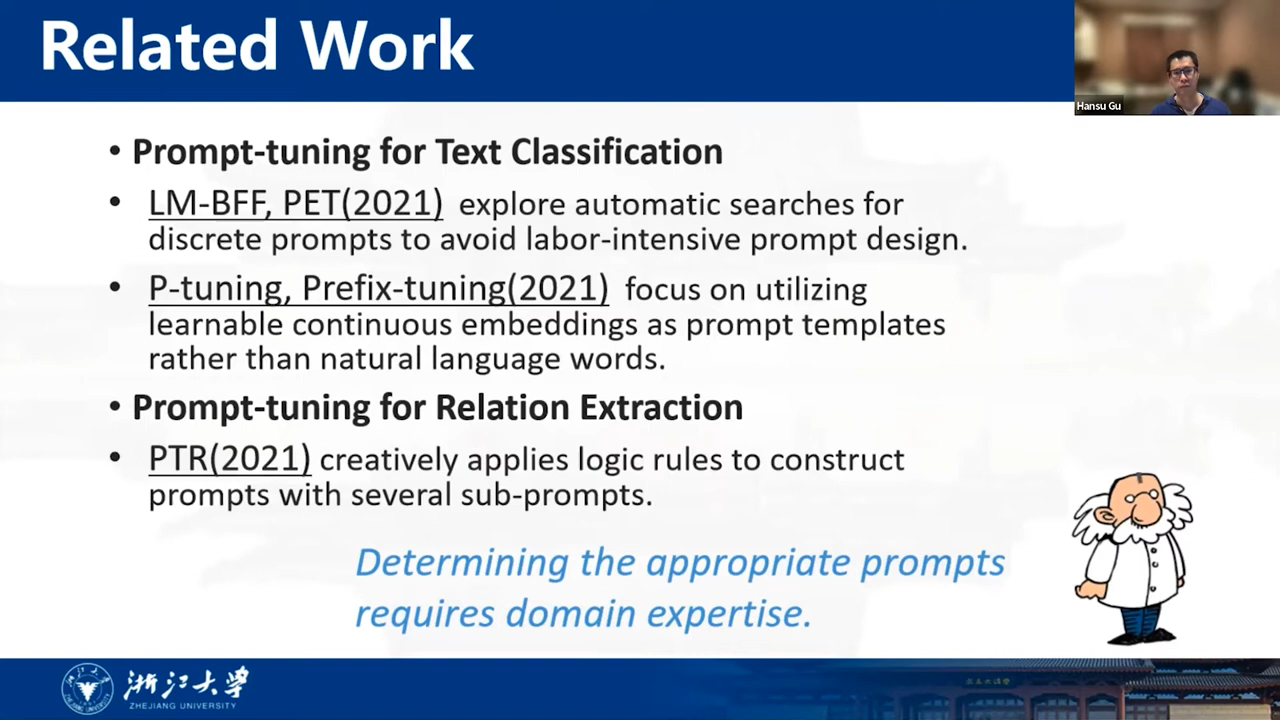 Related Work
Hansu Gu
• Prompt-tuning for Text Classification
• LM-BFF, PET(2021) explore automatic searches for
discrete prompts to avoid labor-intensive prompt design.
• P-tuning, Prefix-tuning(2021) focus on utilizing
learnable continuous embeddings as prompt templates
rather than natural language words.
• Prompt-tuning for Relation Extraction
• PTR(2021) creatively applies logic rules to construct
prompts with several sub-prompts.
Determining the appropriate prompts
requires domain expertise.
浙江大学
ZHEJIANG UNIVERSITY